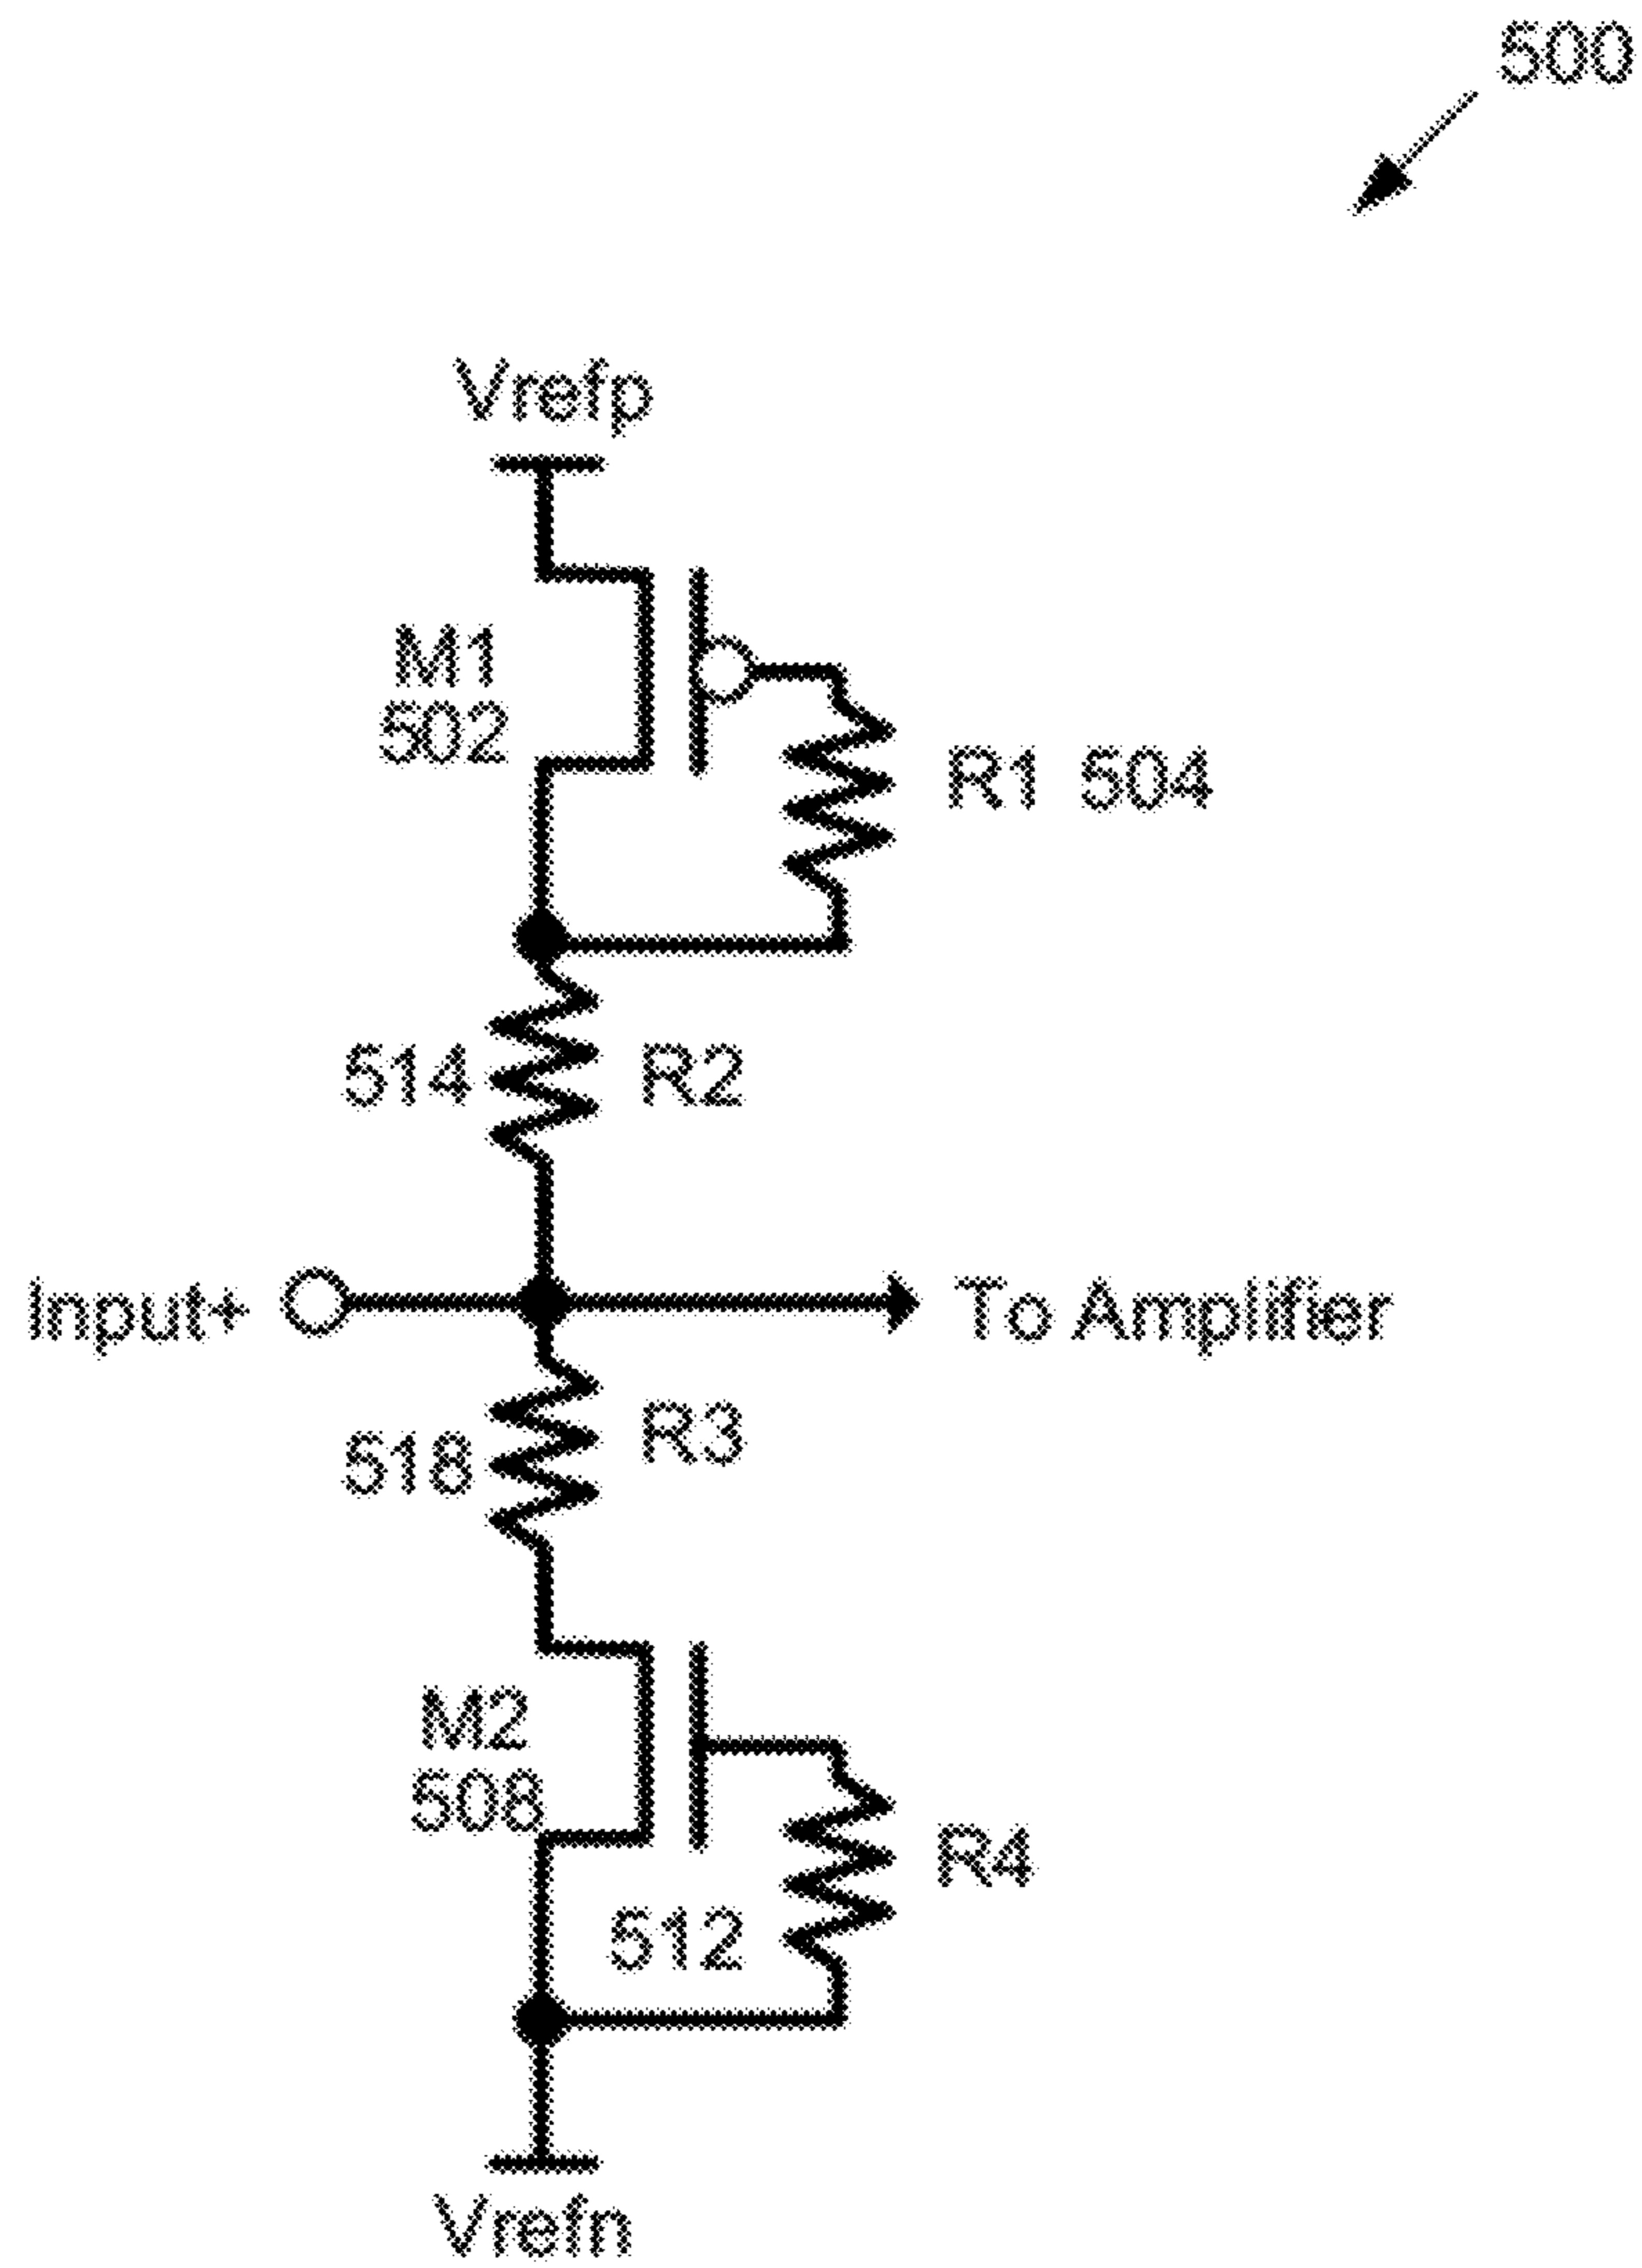 500
Vrefp
M1
502
R1 504
514
R2
Input+
To Amplifier
518
R3
M2
508
R4
512
Vrefn